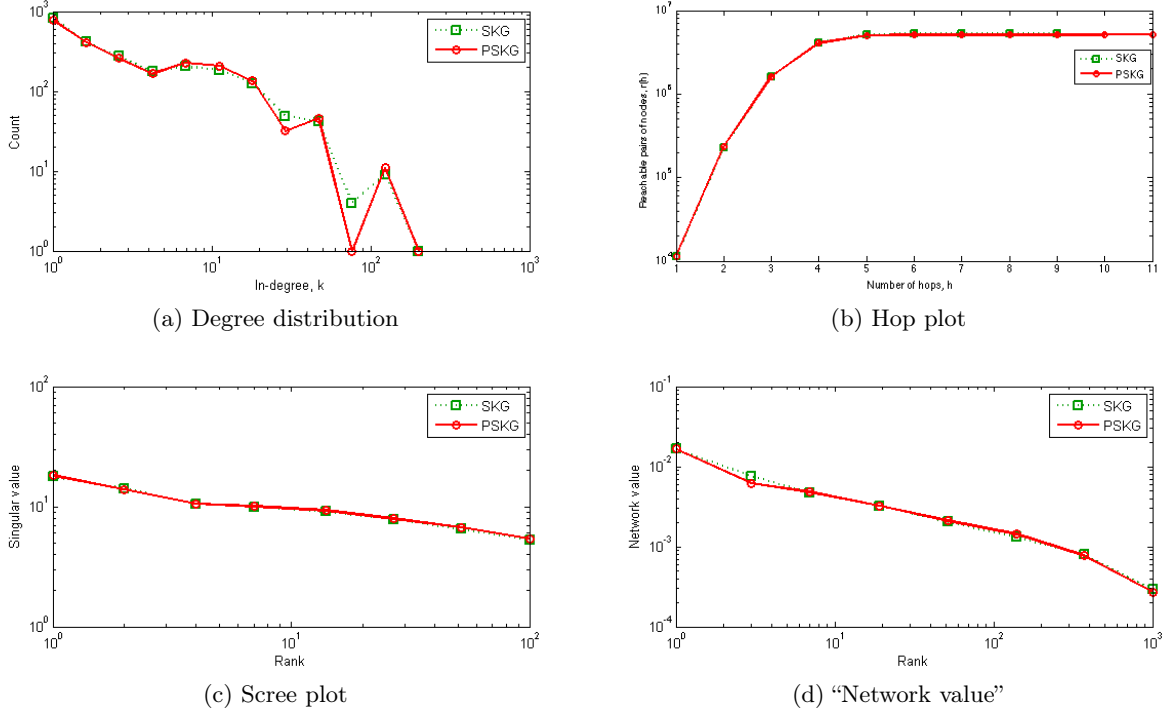 10^3
10^2
10^1
10^0
Count
SKG
PSKG
10^0
10^1
10^2
10^3
In-degree, k
(a) Degree distribution
10^7
10^6
10^5
10^4
Reachable pairs of nodes, r(h)
SKG
PSKG
1 2 3 4 5 6 7 8 9 10 11
Number of hops, h
(b) Hop plot
10^2
10^1
10^0
Singular value
SKG
PSKG
10^0
10^1
10^2
Rank
(c) Scree plot
10^-1
10^-2
10^-3
10^-4
Network value
SKG
PSKG
10^0
10^1
10^2
10^3
Rank
(d) “Network value”